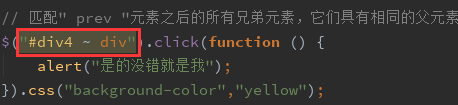 // 匹配" prev "元素之后的所有兄弟元素，它们具有相同的父元素
$("#div4 ~ div").click(function () {
alert("是的没错就是我");
}).css("background-color","yellow");